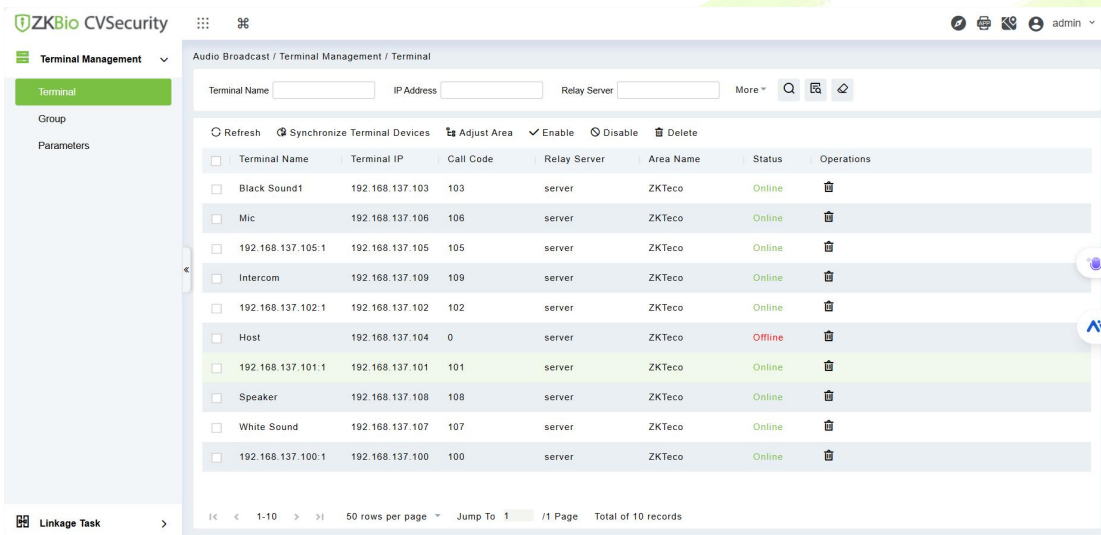 ZKBio CVSecurity
APP
admin
Terminal Management
Audio Broadcast / Terminal Management / Terminal
Terminal
Group
Parameters
Terminal Name IP Address Relay Server More
Refresh Synchronize Terminal Devices Adjust Area Enable Disable Delete
Terminal Name Terminal IP Call Code Relay Server Area Name Status Operations
Black Sound1 192.168.137.103 103 server ZKTeco Online
Mic 192.168.137.106 106 server ZKTeco Online
192.168.137.105:1 192.168.137.105 105 server ZKTeco Online
Intercom 192.168.137.109 109 server ZKTeco Online
192.168.137.102:1 192.168.137.102 102 server ZKTeco Online
Host 192.168.137.104 0 server ZKTeco Offline
192.168.137.101:1 192.168.137.101 101 server ZKTeco Online
Speaker 192.168.137.108 108 server ZKTeco Online
White Sound 192.168.137.107 107 server ZKTeco Online
192.168.137.100:1 192.168.137.100 100 server ZKTeco Online
1-10 50 rows per page Jump To 1 /1 Page Total of 10 records
Linkage Task